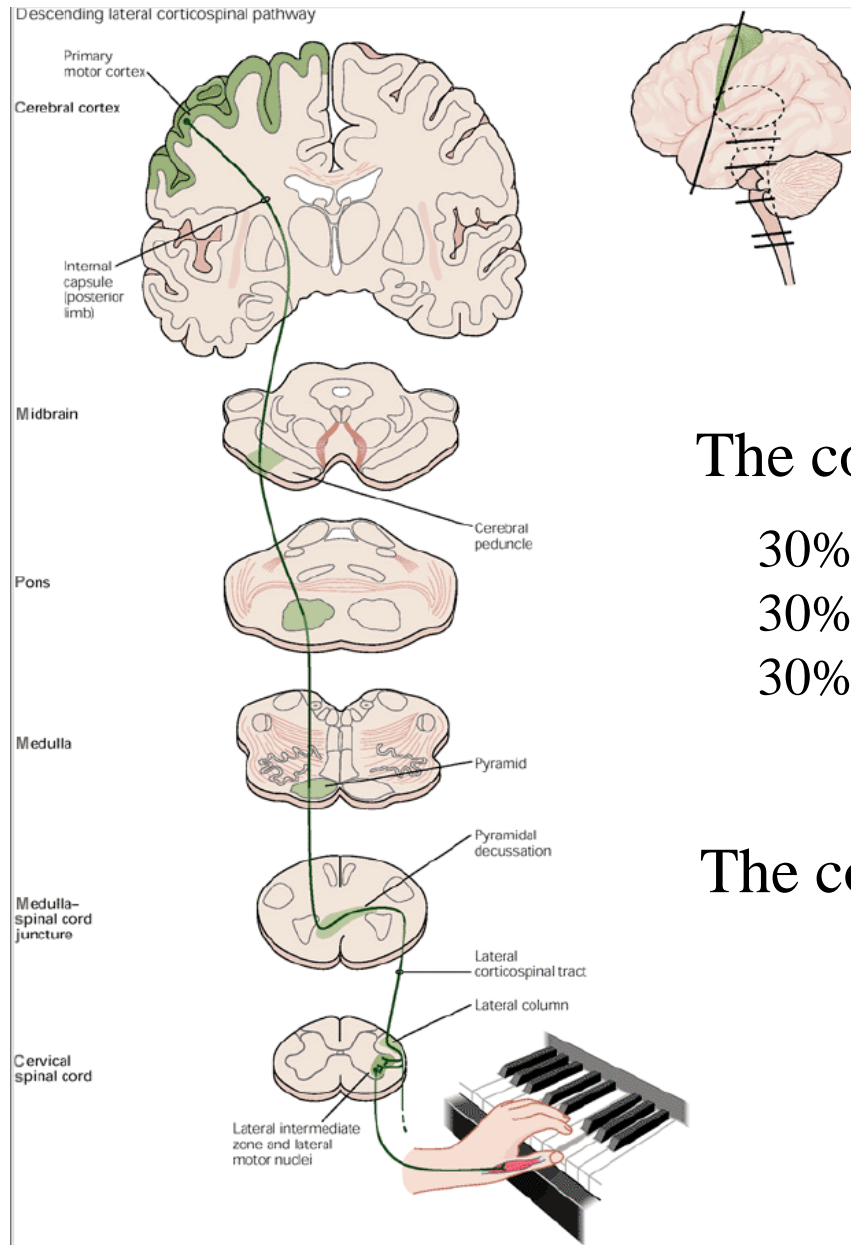 Descending lateral corticospinal pathway
Primary
motor cortex
Cerebral cortex
Internal
capsule
(posterior
limb)
Midbrain
Cerebral
peduncle
The co
30%
30%
30%
Pons
Medulla
Pyramid
Pyramidal
decussation
The co
Medulla-
spinal cord
juncture
Lateral
corticospinal tract
Lateral column
Cervical
spinal cord
Lateral intermediate
zone and lateral
motor nuclei